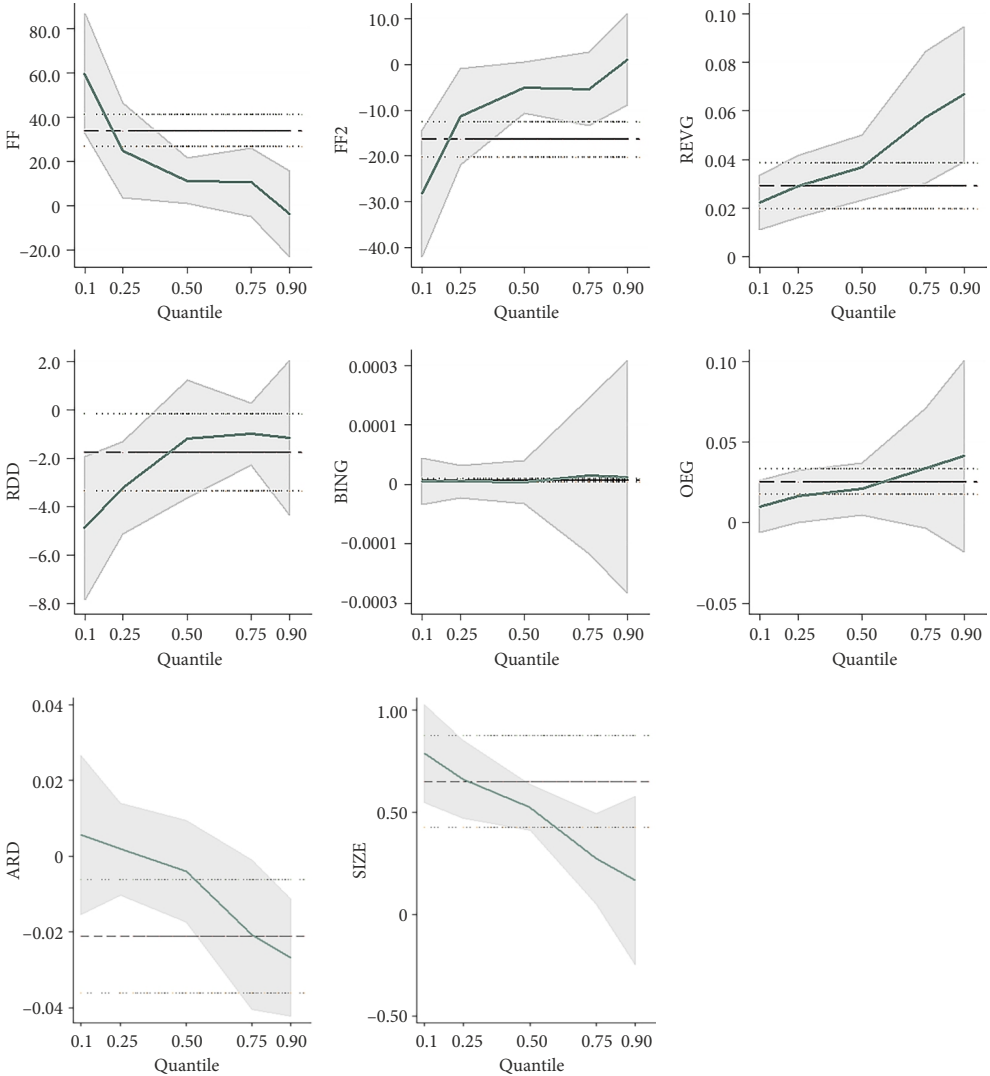 FF
80.0
60.0
40.0
20.0
0
−20.0
0.1 0.25 0.50 0.75 0.90
Quantile
FF2
10.0
0
−10.0
−20.0
−30.0
−40.0
0.1 0.25 0.50 0.75 0.90
Quantile
REVG
0.10
0.08
0.06
0.04
0.02
0
0.1 0.25 0.50 0.75 0.90
Quantile
RDD
2.0
0
−2.0
−4.0
−6.0
−8.0
0.1 0.25 0.50 0.75 0.90
Quantile
BING
0.0003
0.0001
0
−0.0001
−0.0003
0.1 0.25 0.50 0.75 0.90
Quantile
OEG
0.10
0.05
0
−0.05
0.1 0.25 0.50 0.75 0.90
Quantile
ARD
0.04
0.02
0
−0.02
−0.04
0.1 0.25 0.50 0.75 0.90
Quantile
SIZE
1.00
0.50
0
−0.50
0.1 0.25 0.50 0.75 0.90
Quantile